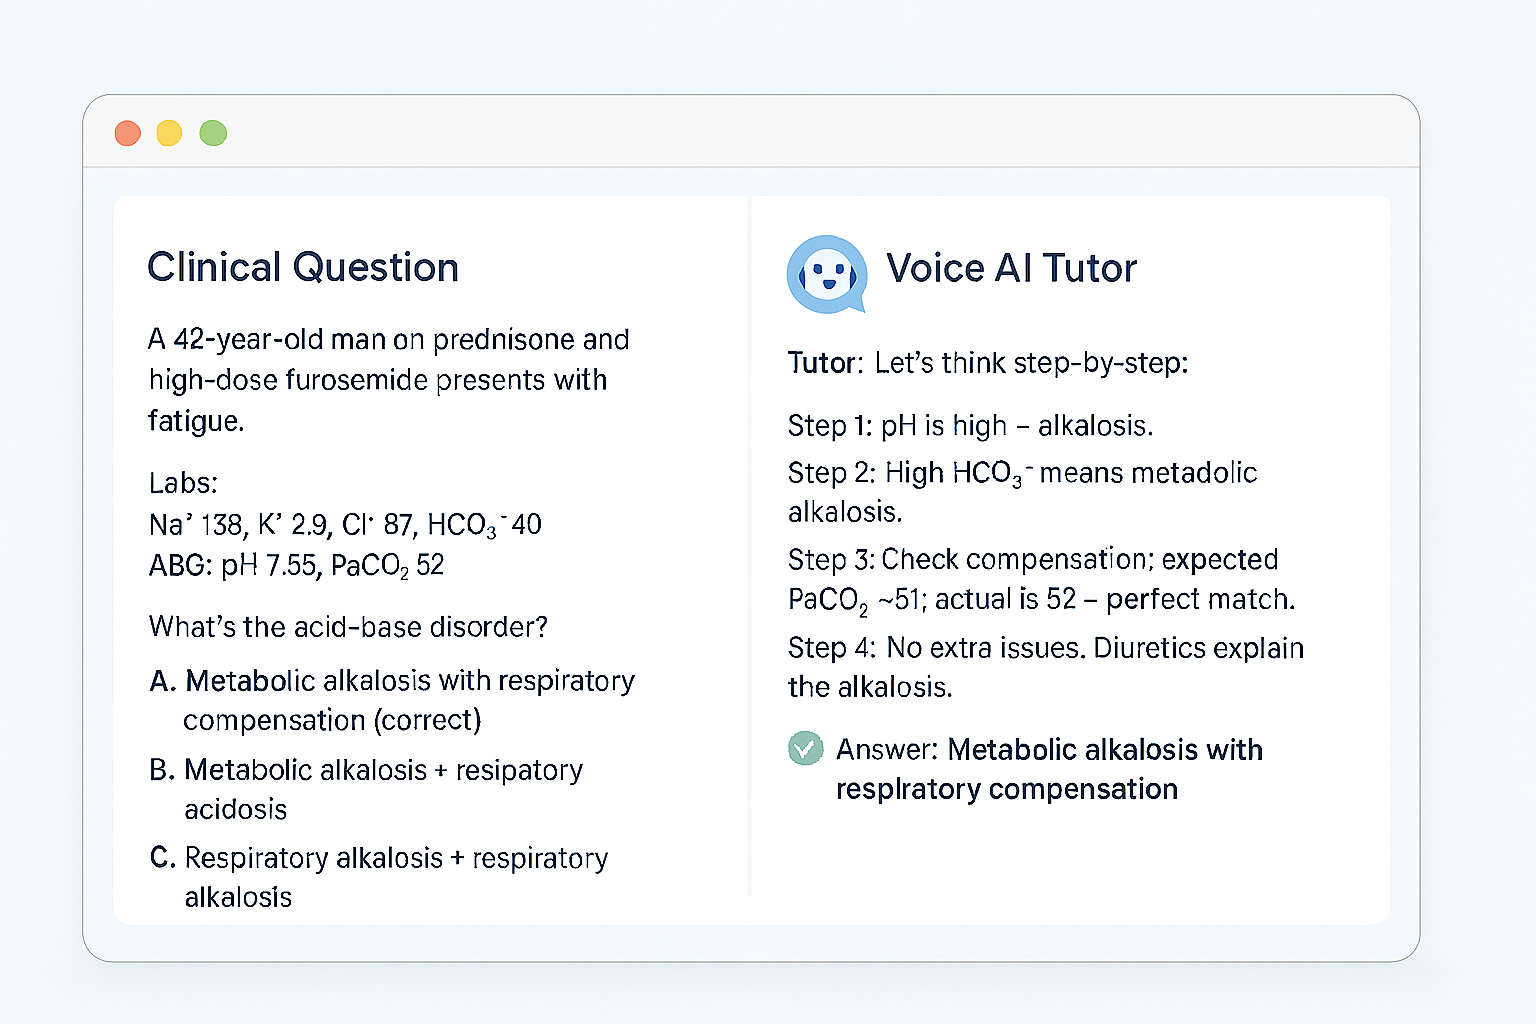 Clinical Question
A 42-year-old man on prednisone and
high-dose furosemide presents with
fatigue.
Labs:
Na⁺ 138, K⁺ 2.9, Cl⁻ 87, HCO₃⁻ 40
ABG: pH 7.55, PaCO₂ 52
What's the acid-base disorder?
A. Metabolic alkalosis with respiratory
compensation (correct)
B. Metabolic alkalosis + resipatory
acidosis
C. Respiratory alkalosis + respiratory
alkalosis
Voice AI Tutor
Tutor: Let's think step-by-step:
Step 1: pH is high – alkalosis.
Step 2: High HCO₃⁻ means metadolic
alkalosis.
Step 3: Check compensation; expected
PaCO₂ ~51; actual is 52 – perfect match.
Step 4: No extra issues. Diuretics explain
the alkalosis.
Answer: Metabolic alkalosis with
resplratory compensation